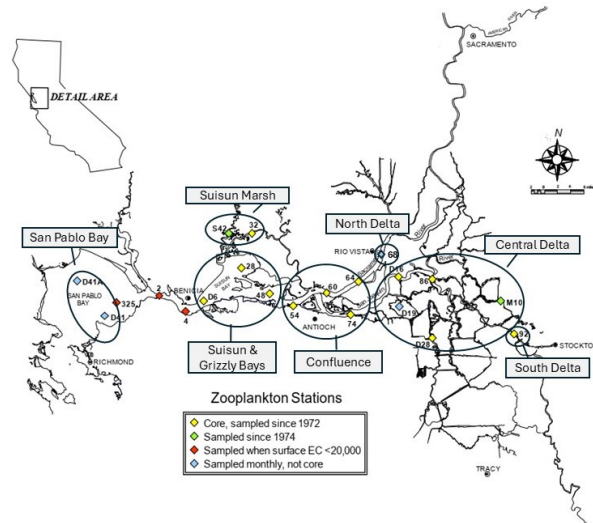 SACRAMENTO
DETAIL AREA
N
Suisun Marsh
S42
32
North Delta
San Pablo Bay
RIO VISTA
68
Central Delta
D41A
28
64
D16
86
SAN PABLO
BAY
2
BENICIA
D6
SUISUN
BAY
48
60
M10
325
D41
4
54
74
D19
ANTIOCH
92
D28
STOCKTO
RICHMOND
Suisun &
Grizzly Bays
Confluence
South Delta
Zooplankton Stations
Core, sampled since 1972
Sampled since 1974
Sampled when surface EC <20,000
Sampled monthly, not core
TRACY